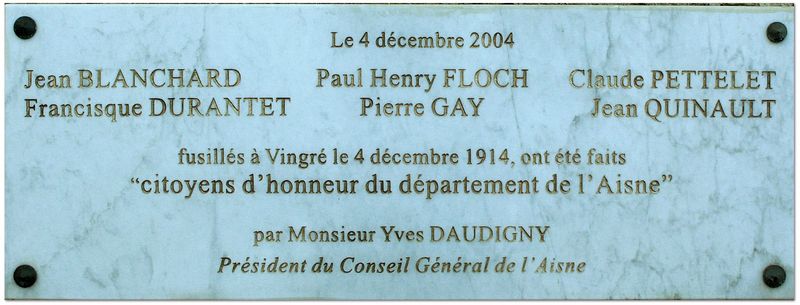 Le 4 décembre 2004
Jean BLANCHARD Paul Henry FLOCH Claude PETTELET
Francisque DURANTET Pierre GAY Jean QUINAULT
fusillés à Vingré le 4 décembre 1914, ont été faits
“citoyens d’honneur du département de l’Aisne”
par Monsieur Yves DAUDIGNY
Président du Conseil Général de l’Aisne